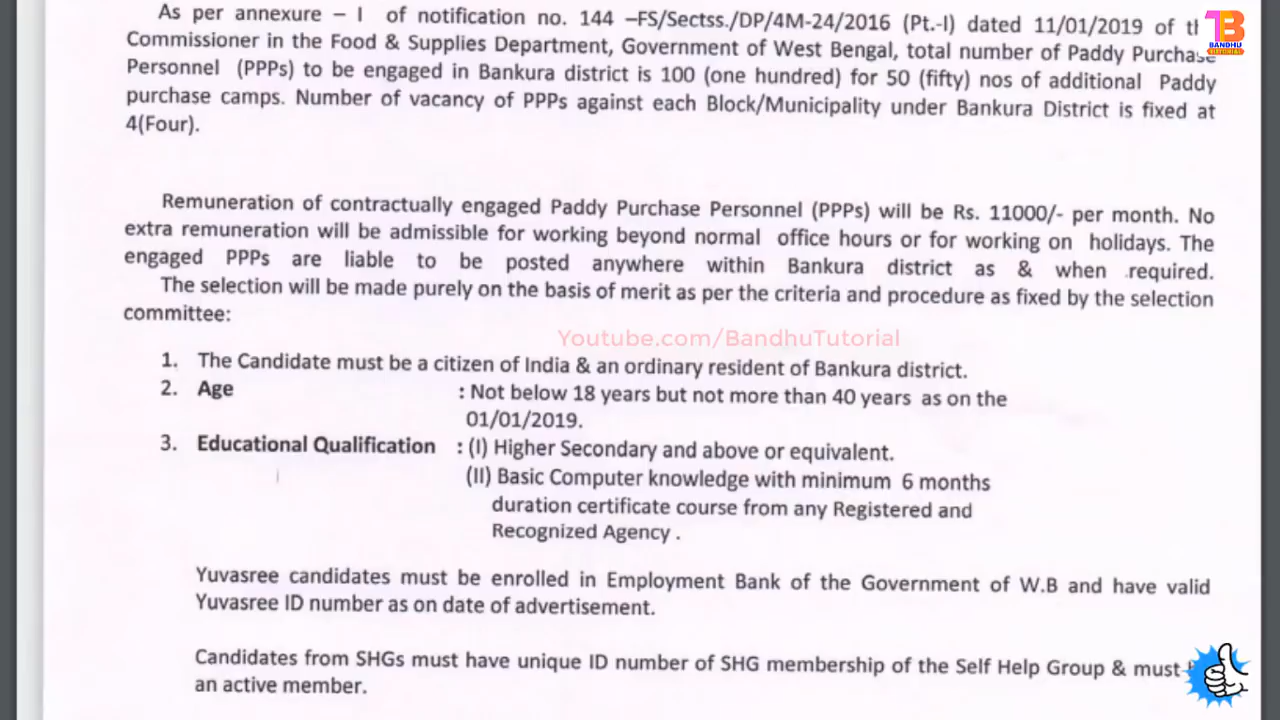 As per annexure – I of notification no. 144 –FS/Sectss./DP/4M-24/2016 (Pt.-I) dated 11/01/2019 of
Commissioner in the Food & Supplies Department, Government of West Bengal, total number of Paddy Purchase
Personnel (PPPs) to be engaged in Bankura district is 100 (one hundred) for 50 (fifty) nos of additional Paddy
purchase camps. Number of vacancy of PPPs against each Block/Municipality under Bankura District is fixed at
4(Four).
BANDHU
TUTORIAL
Remuneration of contractually engaged Paddy Purchase Personnel (PPPs) will be Rs. 11000/- per month. No
extra remuneration will be admissible for working beyond normal office hours or for working on holidays. The
engaged PPPs are liable to be posted anywhere within Bankura district as & when required.
The selection will be made purely on the basis of merit as per the criteria and procedure as fixed by the selection
committee:
Youtube.com/BandhuTutorial
1. The Candidate must be a citizen of India & an ordinary resident of Bankura district.
2. Age : Not below 18 years but not more than 40 years as on the
01/01/2019.
3. Educational Qualification : (I) Higher Secondary and above or equivalent.
(II) Basic Computer knowledge with minimum 6 months
duration certificate course from any Registered and
Recognized Agency .
Yuvasree candidates must be enrolled in Employment Bank of the Government of W.B and have valid
Yuvasree ID number as on date of advertisement.
Candidates from SHGs must have unique ID number of SHG membership of the Self Help Group & must
an active member.